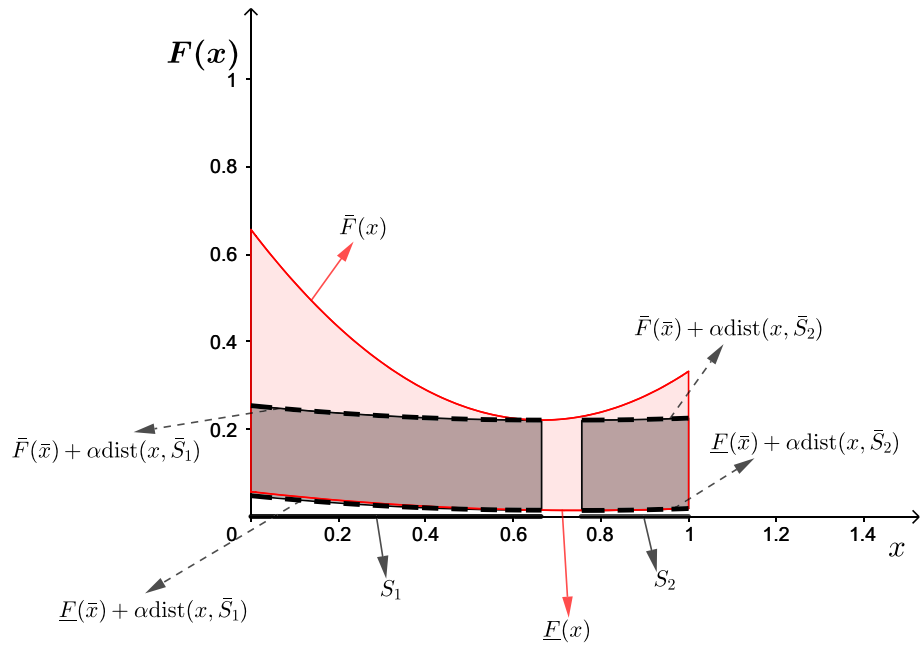 F(x)
1
0.8
F̄(x)
0.6
F̄(x̄) + αdist(x, S̄₂)
0.4
0.2
F̄(x̄) + αdist(x, S̄₁)
F̲(x̄) + αdist(x, S̄₂)
0 0.2 0.4 0.6 0.8 1 1.2 1.4
x
S₁ S₂
F̲(x̄) + αdist(x, S̄₁)
F̲(x)